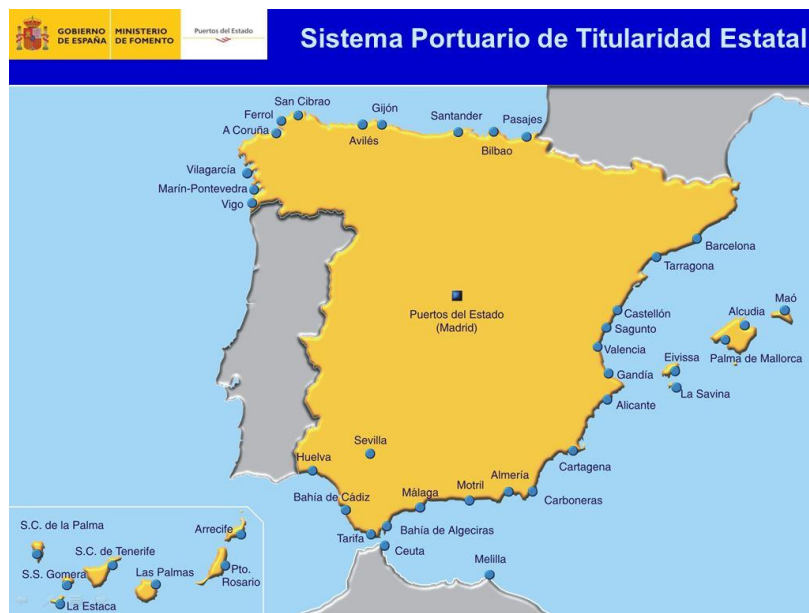 GOBIERNO
DE ESPAÑA
MINISTERIO
DE FOMENTO
Puertos del Estado
Sistema Portuario de Titularidad Estatal
San Cibrao
Ferrol
A Coruña
Gijón
Avilés
Santander
Pasajes
Bilbao
Vilagarcía
Marín-Pontevedra
Vigo
Barcelona
Tarragona
Maó
Alcudia
Puertos del Estado
(Madrid)
Castellón
Sagunto
Valencia
Palma de Mallorca
Eivissa
Gandía
La Savina
Alicante
Sevilla
Huelva
Cartagena
Almería
Motril
Málaga
Carboneras
Bahía de Cádiz
Bahía de Algeciras
Tarifa
Ceuta
Melilla
S.C. de la Palma
Arrecife
S.C. de Tenerife
S.S. Gomera
Las Palmas
Pto.
Rosario
La Estaca